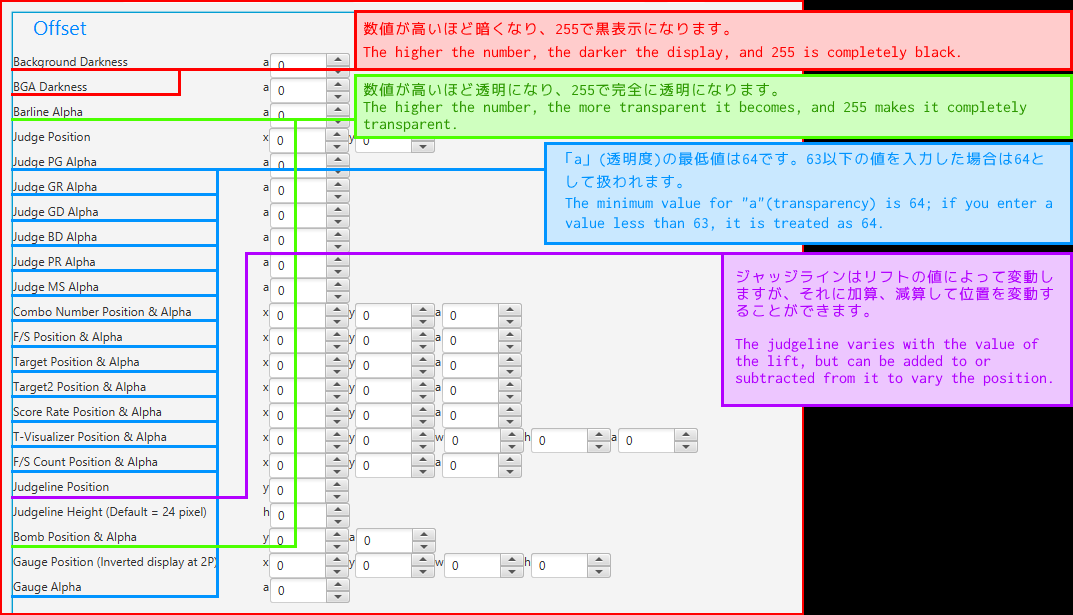 Offset
数値が高いほど暗くなり、255で黒表示になります。
The higher the number, the darker the display, and 255 is completely black.
Background Darkness a 0
BGA Darkness a 0
数値が高いほど透明になり、255で完全に透明になります。
The higher the number, the more transparent it becomes, and 255 makes it completely
transparent.
Barline Alpha a 0
Judge Position x 0 y 0
Judge PG Alpha a 0
「a」(透明度)の最低値は64です。63以下の値を入力した場合は64と
して扱われます。
The minimum value for "a"(transparency) is 64; if you enter a
value less than 63, it is treated as 64.
Judge GR Alpha a 0
Judge GD Alpha a 0
Judge BD Alpha a 0
Judge PR Alpha a 0
Judge MS Alpha a 0
ジャッジラインはリフトの値によって変動し
ますが、それに加算、減算して位置を変動す
ることができます。
The judgeline varies with the value of
the lift, but can be added to or
subtracted from it to vary the position.
Combo Number Position & Alpha x 0 y 0 a 0
F/S Position & Alpha x 0 y 0 a 0
Target Position & Alpha x 0 y 0 a 0
Target2 Position & Alpha x 0 y 0 a 0
Score Rate Position & Alpha x 0 y 0 a 0
T-Visualizer Position & Alpha x 0 y 0 w 0 h 0 a 0
F/S Count Position & Alpha x 0 y 0 a 0
Judgeline Position y 0
Judgeline Height (Default = 24 pixel) h 0
Bomb Position & Alpha y 0 a 0
Gauge Position (Inverted display at 2P) x 0 y 0 w 0 h 0
Gauge Alpha a 0